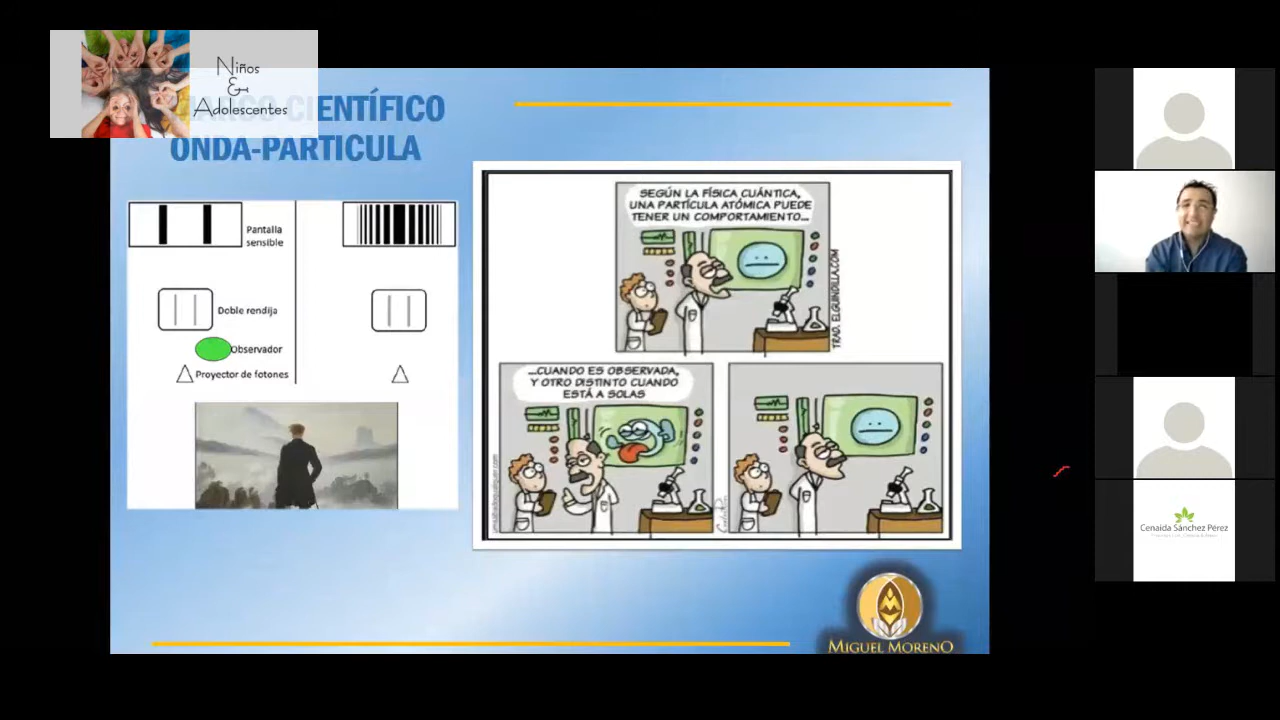 Niños
&
Adolescentes
CIENTÍFICO
ONDA-PARTICULA
Pantalla
sensible
Doble rendija
Observador
Proyector de fotones
SEGÚN LA FÍSICA CUÁNTICA,
UNA PARTÍCULA ATÓMICA PUEDE
TENER UN COMPORTAMIENTO...
TRAD. ELGUINDILLA.COM
...CUANDO ES OBSERVADA,
Y OTRO DISTINTO CUANDO
ESTÁ A SOLAS
MIGUEL MORENO
Cenaida Sánchez Pérez